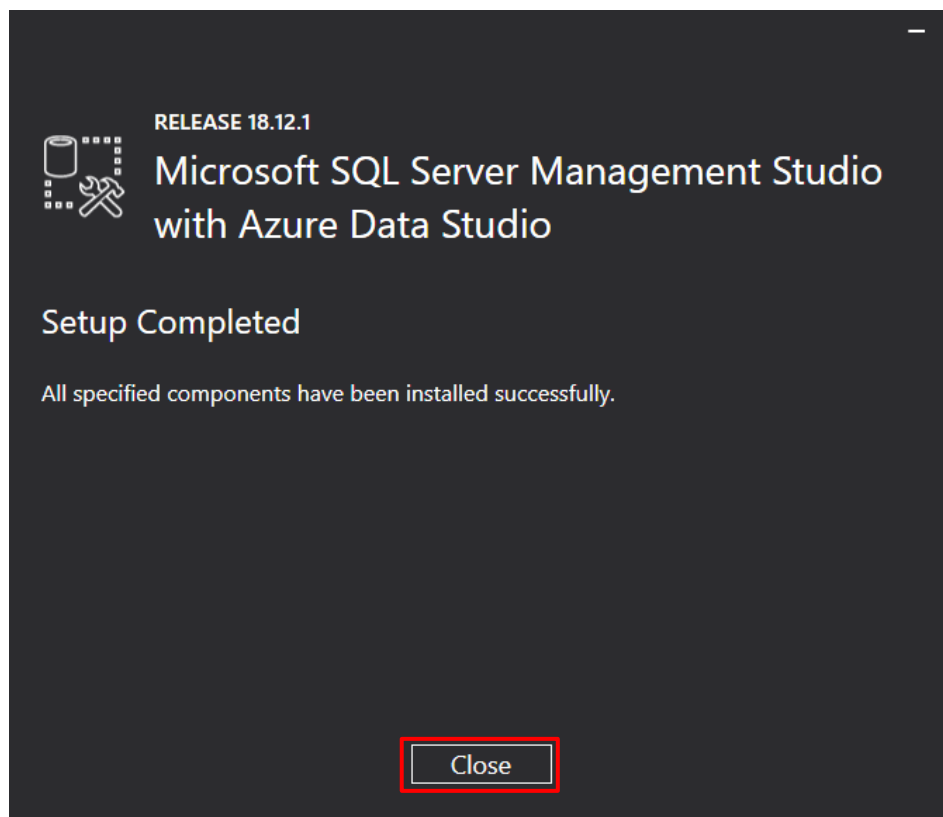 RELEASE 18.12.1
Microsoft SQL Server Management Studio
with Azure Data Studio
Setup Completed
All specified components have been installed successfully.
Close